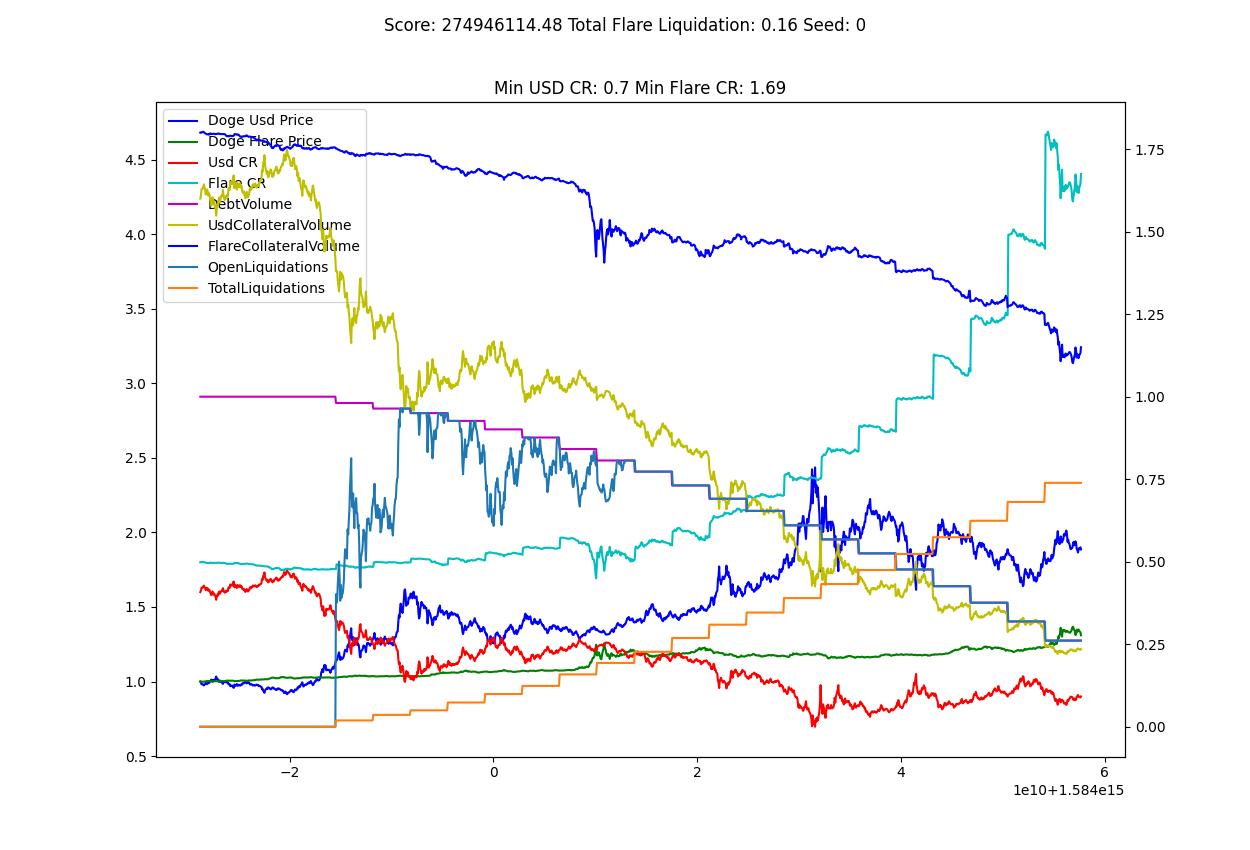 Score: 274946114.48 Total Flare Liquidation: 0.16 Seed: 0
Min USD CR: 0.7 Min Flare CR: 1.69
Doge Usd Price
Doge Flare Price
Usd CR
Flare CR
DebtVolume
UsdCollateralVolume
FlareCollateralVolume
OpenLiquidations
TotalLiquidations
4.5
4.0
3.5
3.0
2.5
2.0
1.5
1.0
0.5
1.75
1.50
1.25
1.00
0.75
0.50
0.25
0.00
−2 0 2 4 6
1e10+1.584e15